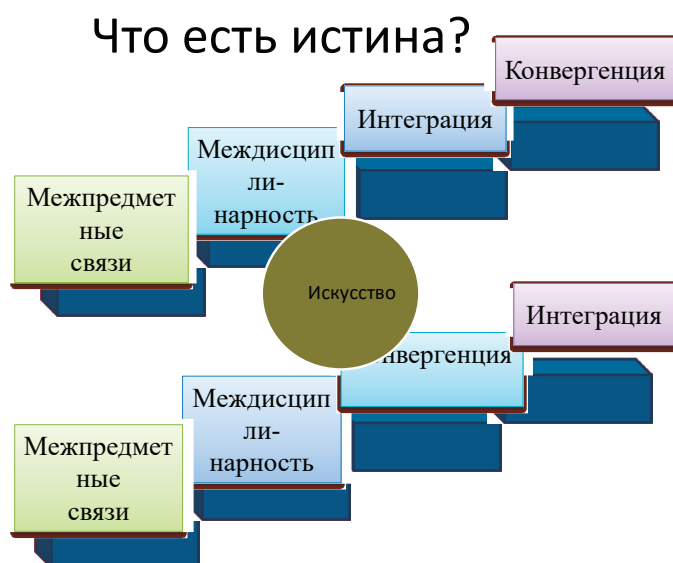 Что есть истина?
Конвергенция
Интеграция
Междисцип
ли-
нарность
Межпредмет
ные
связи
Искусство
Интеграция
нвергенция
Междисцип
ли-
нарность
Межпредмет
ные
связи